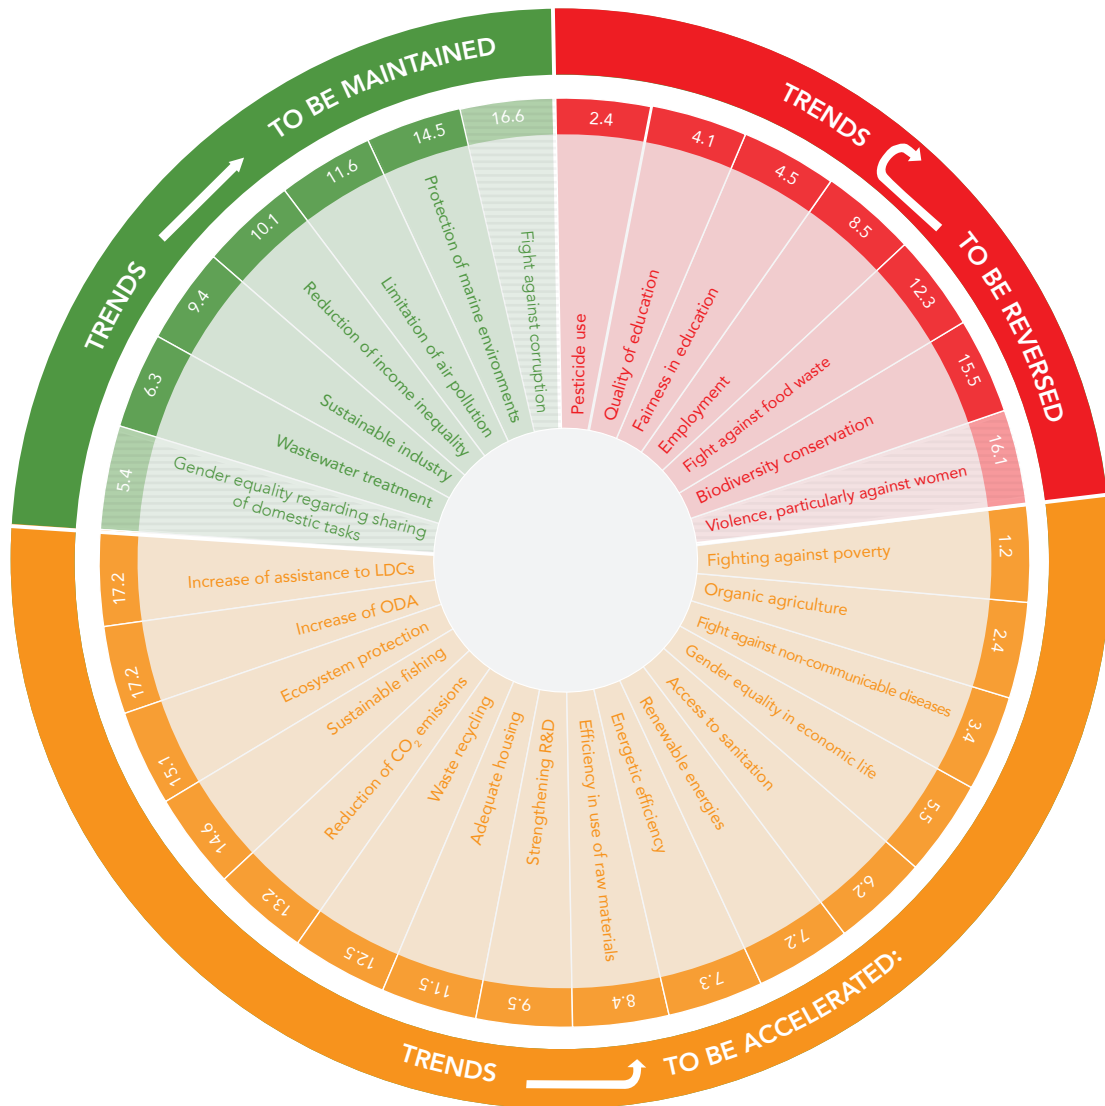 TRENDS
TO BE MAINTAINED
5.4
Gender equality regarding sharing
of domestic tasks
6.3
Wastewater treatment
9.4
Sustainable industry
10.1
Reduction of income inequality
11.6
Limitation of air pollution
14.5
Protection of marine environments
16.6
Fight against corruption
TRENDS
TO BE REVERSED
2.4
Pesticide use
4.1
Quality of education
4.5
Fairness in education
8.5
Employment
12.3
Fight against food waste
15.5
Biodiversity conservation
16.1
Violence, particularly against women
1.2
Fighting against poverty
2.4
Organic agriculture
3.4
Fight against non-communicable diseases
5.5
Gender equality in economic life
6.2
Access to sanitation
7.2
Renewable energies
7.3
Energetic efficiency
8.4
Efficiency in use of raw materials
9.5
Strengthening R&D
11.5
Adequate housing
12.5
Waste recycling
13.2
Reduction of CO₂ emissions
14.6
Sustainable fishing
15.1
Ecosystem protection
17.2
Increase of ODA
17.2
Increase of assistance to LDCs
TRENDS
TO BE ACCELERATED: